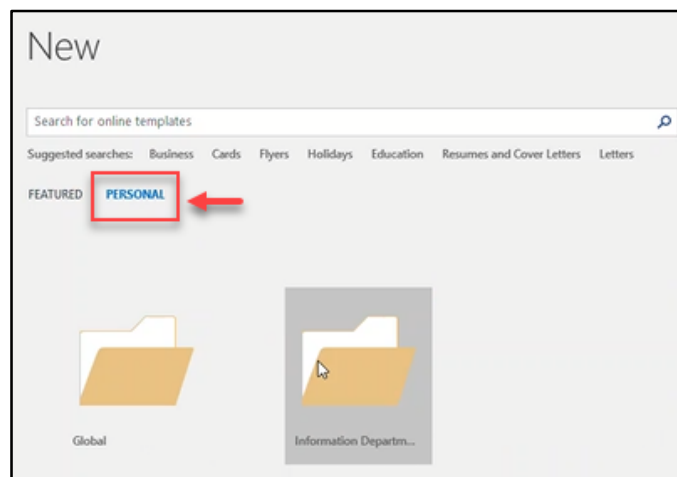 New
Search for online templates
Suggested searches: Business Cards Flyers Holidays Education Resumes and Cover Letters Letters
FEATURED PERSONAL
Global Information Departm...